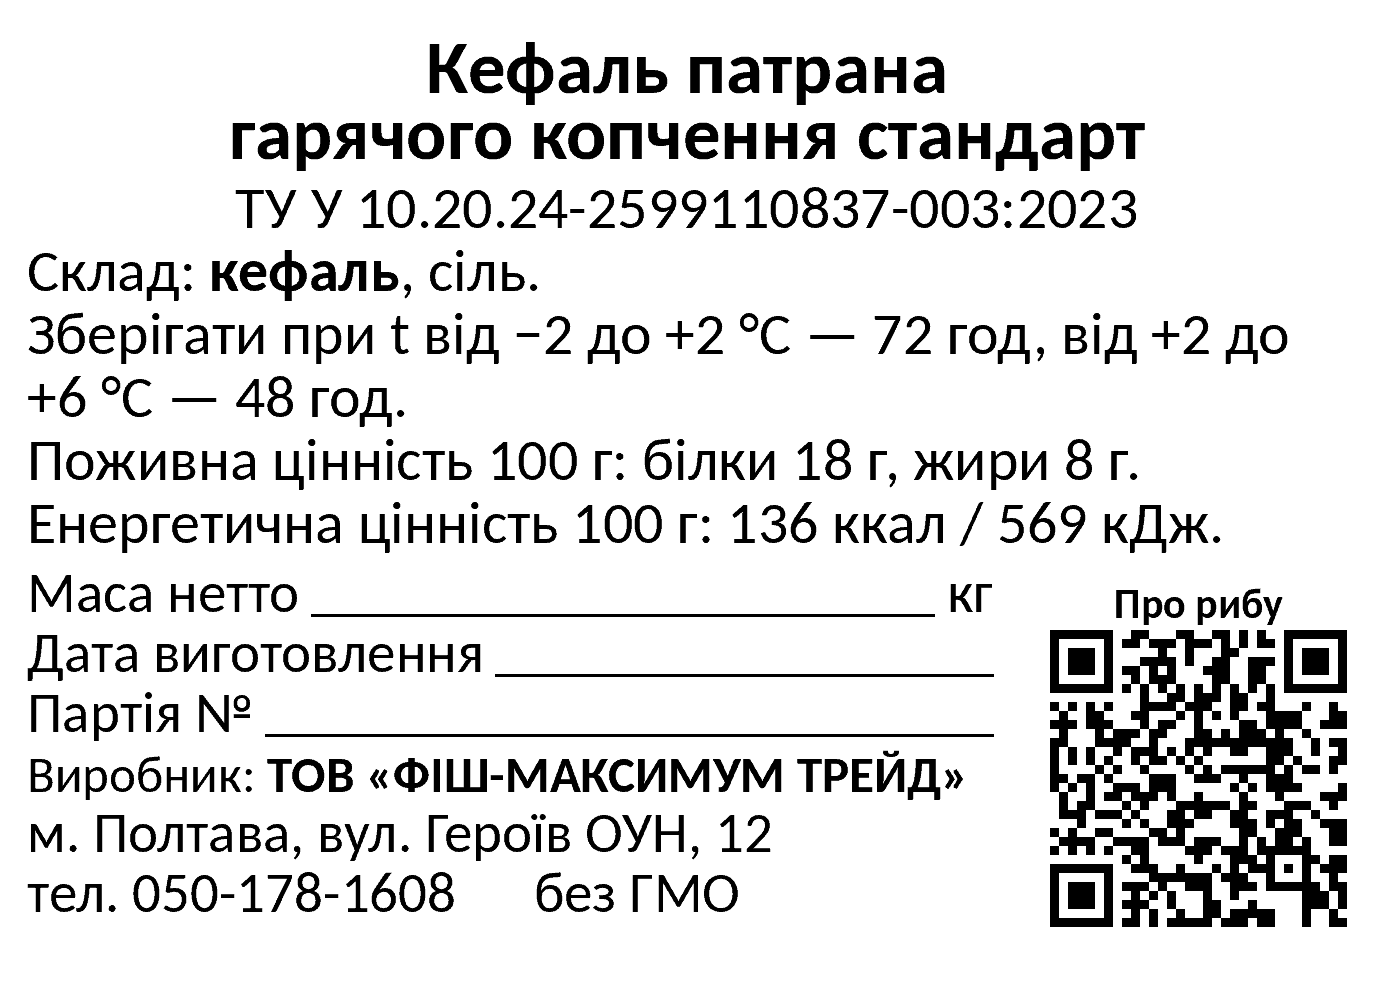 Кефаль патрана
гарячого копчення стандарт
ТУ У 10.20.24-2599110837-003:2023
Склад: кефаль, сіль.
Зберігати при t від −2 до +2 °С — 72 год, від +2 до
+6 °С — 48 год.
Поживна цінність 100 г: білки 18 г, жири 8 г.
Енергетична цінність 100 г: 136 ккал / 569 кДж.
Маса нетто ______________________ кг
Дата виготовлення __________________
Партія № __________________________
Виробник: ТОВ «ФІШ-МАКСИМУМ ТРЕЙД»
м. Полтава, вул. Героїв ОУН, 12
тел. 050-178-1608 без ГМО
Про рибу